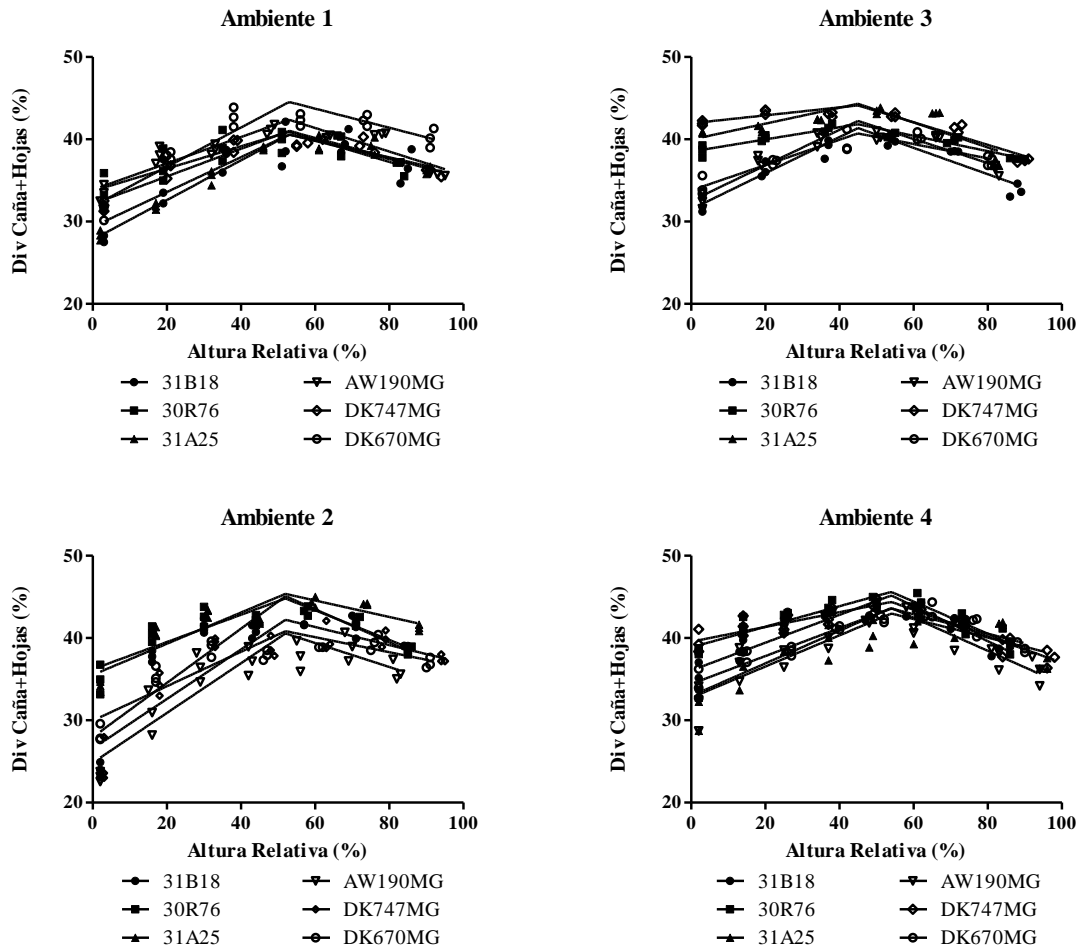 Ambiente 1
50
40
30
20
Div Caña+Hojas (%)
0 20 40 60 80 100
Altura Relativa (%)
31B18 AW190MG
30R76 DK747MG
31A25 DK670MG
Ambiente 3
50
40
30
20
Div Caña+Hojas (%)
0 20 40 60 80 100
Altura Relativa (%)
31B18 AW190MG
30R76 DK747MG
31A25 DK670MG
Ambiente 2
50
40
30
20
Div Caña+Hojas (%)
0 20 40 60 80 100
Altura Relativa (%)
31B18 AW190MG
30R76 DK747MG
31A25 DK670MG
Ambiente 4
50
40
30
20
Div Caña+Hojas (%)
0 20 40 60 80 100
Altura Relativa (%)
31B18 AW190MG
30R76 DK747MG
31A25 DK670MG